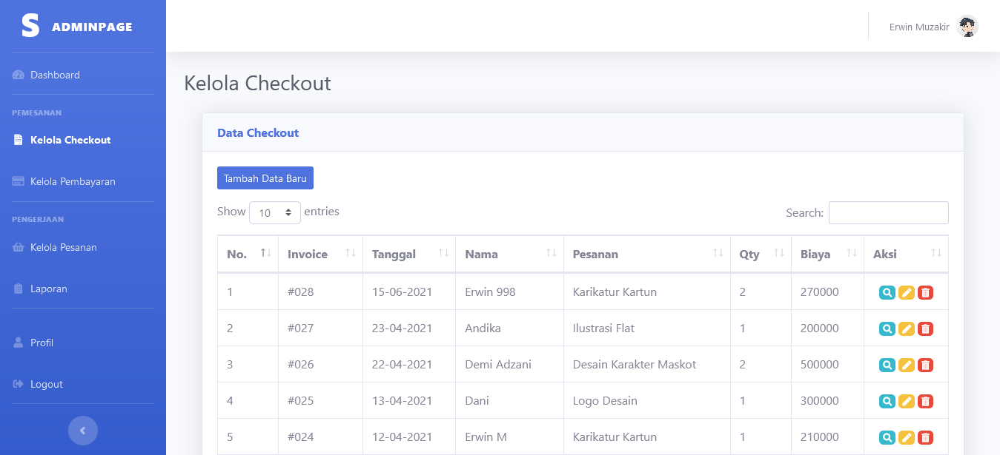 S ADMINPAGE
Erwin Muzakir
Dashboard
PEMESANAN
Kelola Checkout
Kelola Pembayaran
PENGERJAAN
Kelola Pesanan
Laporan
Profil
Logout
Kelola Checkout
Data Checkout
Tambah Data Baru
Show 10 entries
Search:
No. Invoice Tanggal Nama Pesanan Qty Biaya Aksi
1 #028 15-06-2021 Erwin 998 Karikatur Kartun 2 270000
2 #027 23-04-2021 Andika Ilustrasi Flat 1 200000
3 #026 22-04-2021 Demi Adzani Desain Karakter Maskot 2 500000
4 #025 13-04-2021 Dani Logo Desain 1 300000
5 #024 12-04-2021 Erwin M Karikatur Kartun 1 210000